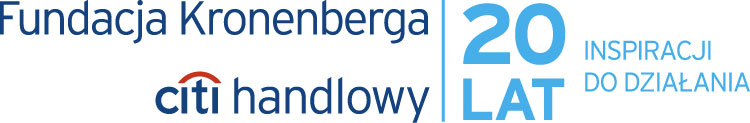 Fundacja Kronenberga
citi handlowy
20
LAT
INSPIRACJI
DO DZIAŁANIA